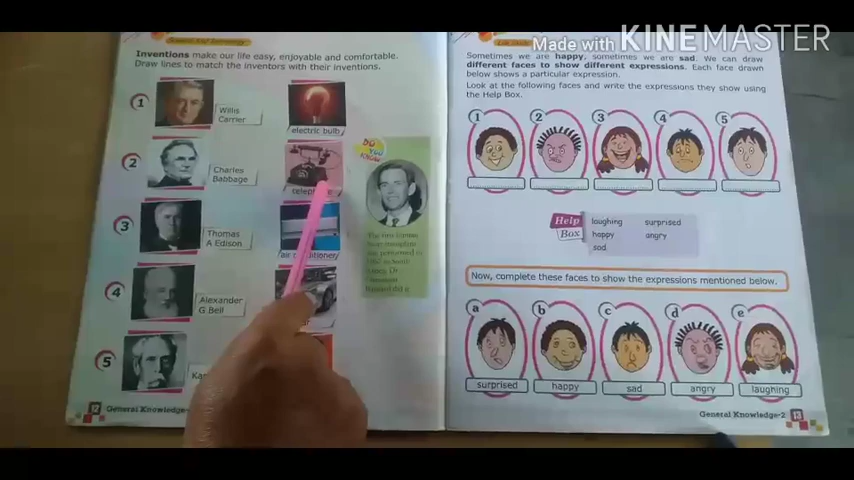 Made with KINEMASTER
Science And Technology
Inventions make our life easy, enjoyable and comfortable.
Draw lines to match the inventors with their inventions.
1
Willis
Carrier
electric bulb
2
Charles
Babbage
DO
YOU
KNOW
3
Thomas
A Edison
4
Alexander
G Bell
5
12 General Knowledge-
Life Skills
Sometimes we are happy, sometimes we are sad. We can draw
different faces to show different expressions. Each face drawn
below shows a particular expression.
Look at the following faces and write the expressions they show using
the Help Box.
1 2 3 4 5
Help
Box
laughing surprised
happy angry
sad
Now, complete these faces to show the expressions mentioned below.
a b c d e
surprised happy sad angry laughing
General Knowledge-2 13